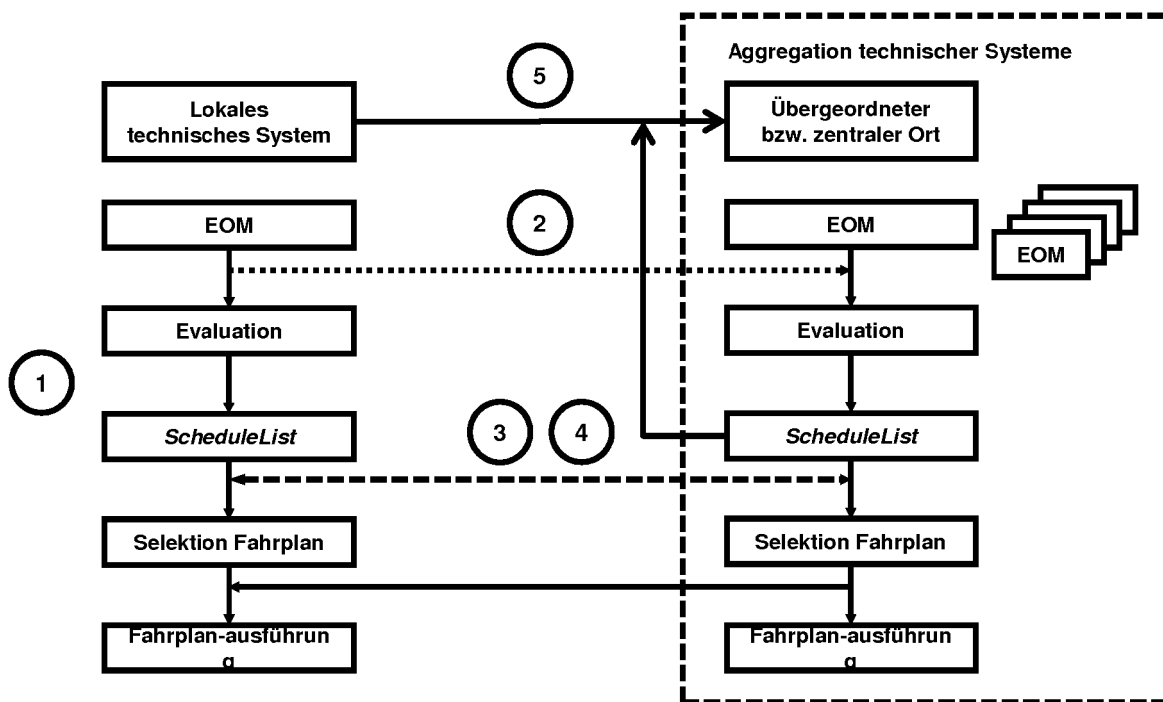 Aggregation technischer Systeme
5
Lokales
technisches System
Übergeordneter
bzw. zentraler Ort
EOM
2
EOM
EOM
Evaluation
Evaluation
1
ScheduleList
3
4
ScheduleList
Selektion Fahrplan
Selektion Fahrplan
Fahrplan-ausführun
g
Fahrplan-ausführun
g